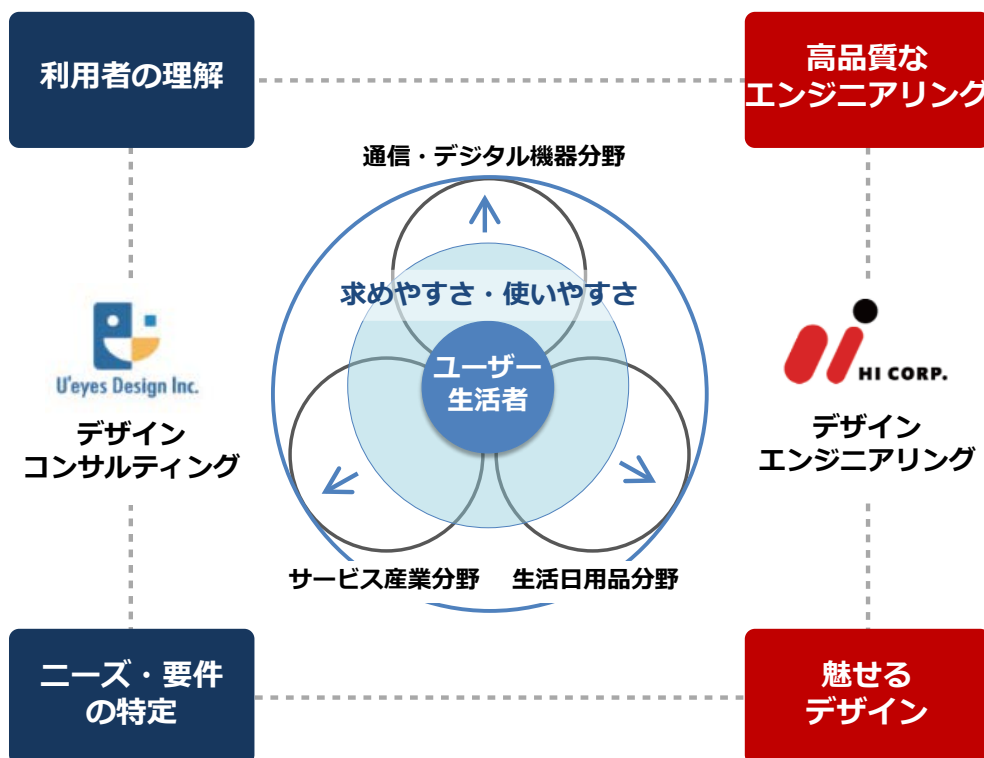 利用者の理解
高品質な
エンジニアリング
通信・デジタル機器分野
求めやすさ・使いやすさ
ユーザー
生活者
U'eyes Design Inc.
デザイン
コンサルティング
HI CORP.
デザイン
エンジニアリング
サービス産業分野
生活日用品分野
ニーズ・要件
の特定
魅せる
デザイン